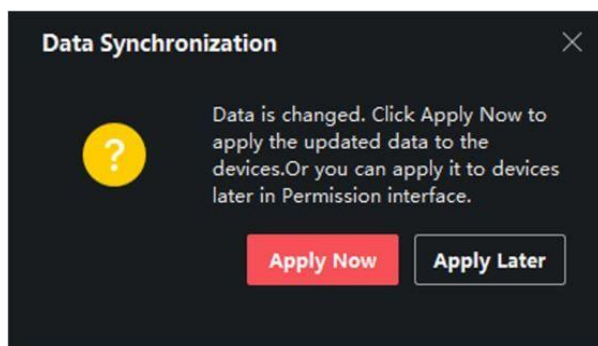 Data Synchronization
Data is changed. Click Apply Now to
apply the updated data to the
devices.Or you can apply it to devices
later in Permission interface.
Apply Now
Apply Later